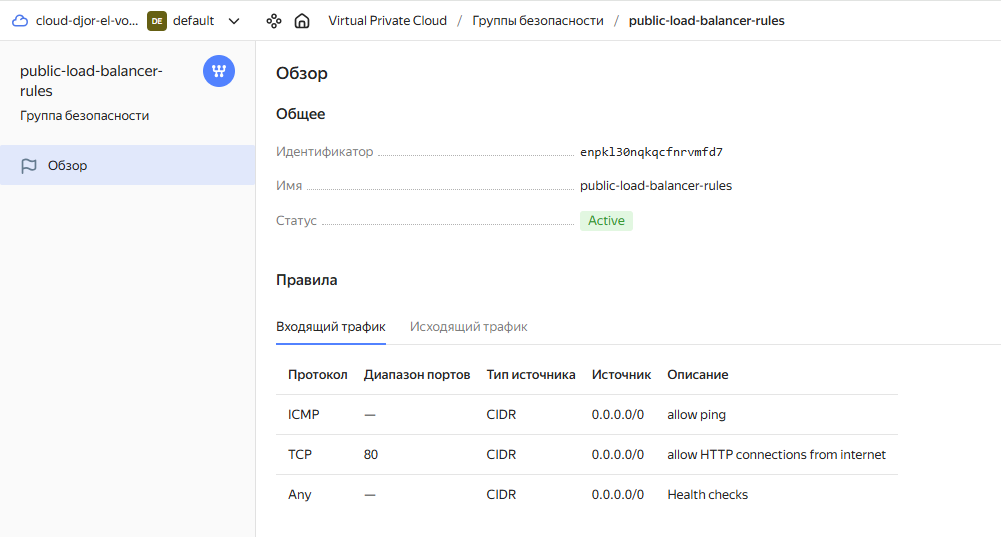 cloud-djor-el-vo... DE default Virtual Private Cloud / Группы безопасности / public-load-balancer-rules
public-load-balancer-
rules
Группа безопасности
Обзор
Обзор
Общее
Идентификатор enpkl30nqkqcfnrvmfd7
Имя public-load-balancer-rules
Статус Active
Правила
Входящий трафик Исходящий трафик
Протокол Диапазон портов Тип источника Источник Описание
ICMP — CIDR 0.0.0.0/0 allow ping
TCP 80 CIDR 0.0.0.0/0 allow HTTP connections from internet
Any — CIDR 0.0.0.0/0 Health checks